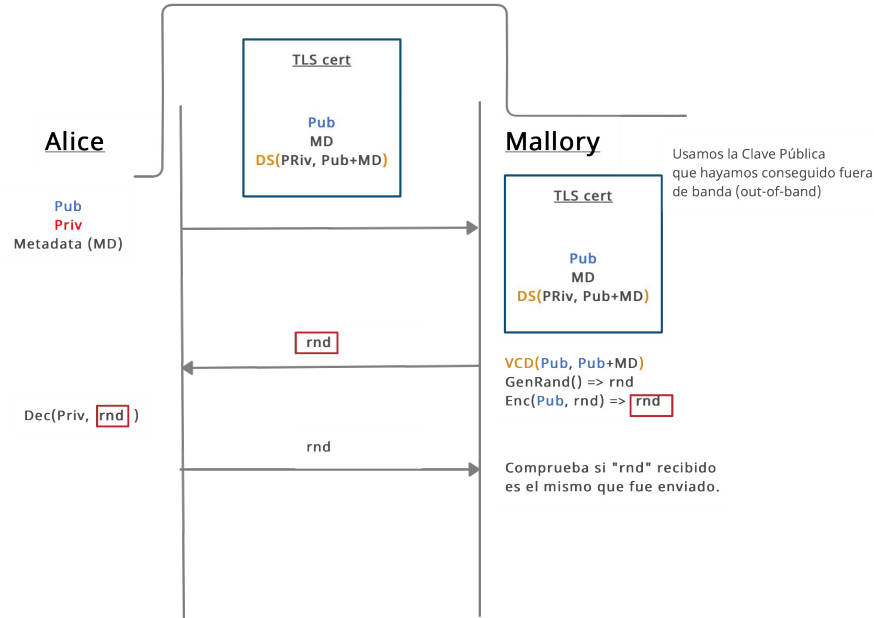 TLS cert
Pub
MD
DS(PRiv, Pub+MD)
Alice
Mallory
Usamos la Clave Pública
que hayamos conseguido fuera
de banda (out-of-band)
Pub
Priv
Metadata (MD)
TLS cert
Pub
MD
DS(PRiv, Pub+MD)
rnd
VCD(Pub, Pub+MD)
GenRand() => rnd
Enc(Pub, rnd) => rnd
Dec(Priv, rnd )
rnd
Comprueba si "rnd" recibido
es el mismo que fue enviado.